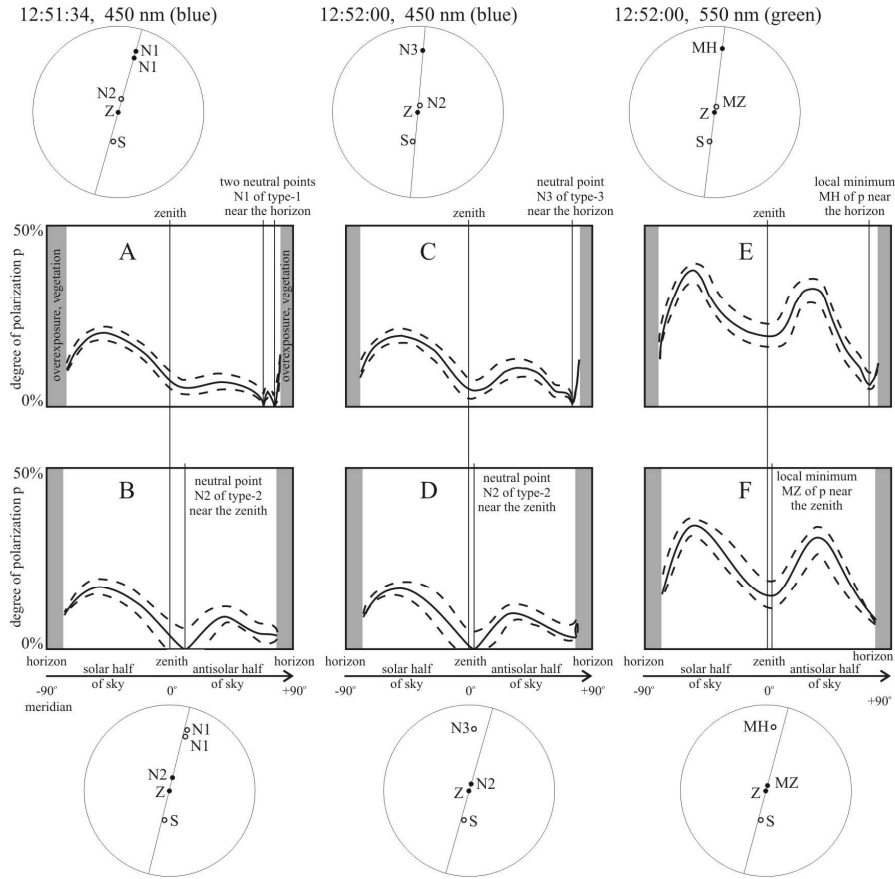 12:51:34, 450 nm (blue)
12:52:00, 450 nm (blue)
12:52:00, 550 nm (green)
N1
N1
N2
Z
S
N3
N2
Z
S
MH
MZ
Z
S
two neutral points
N1 of type-1
near the horizon
zenith
neutral point
N3 of type-3
near the horizon
zenith
local minimum
MH of p near
the horizon
zenith
50%
degree of polarization p
0%
overexposure, vegetation
A
overexposure, vegetation
C
E
50%
degree of polarization p
0%
B
neutral point
N2 of type-2
near the zenith
D
neutral point
N2 of type-2
near the zenith
F
local minimum
MZ of p near
the zenith
horizon
zenith
horizon
solar half
of sky
antisolar half
of sky
-90°
0°
+90°
meridian
horizon
zenith
horizon
solar half
of sky
antisolar half
of sky
-90°
0°
+90°
horizon
zenith
horizon
solar half
of sky
antisolar half
of sky
-90°
0°
+90°
N1
N1
N2
Z
S
N3
N2
Z
S
MH
MZ
Z
S